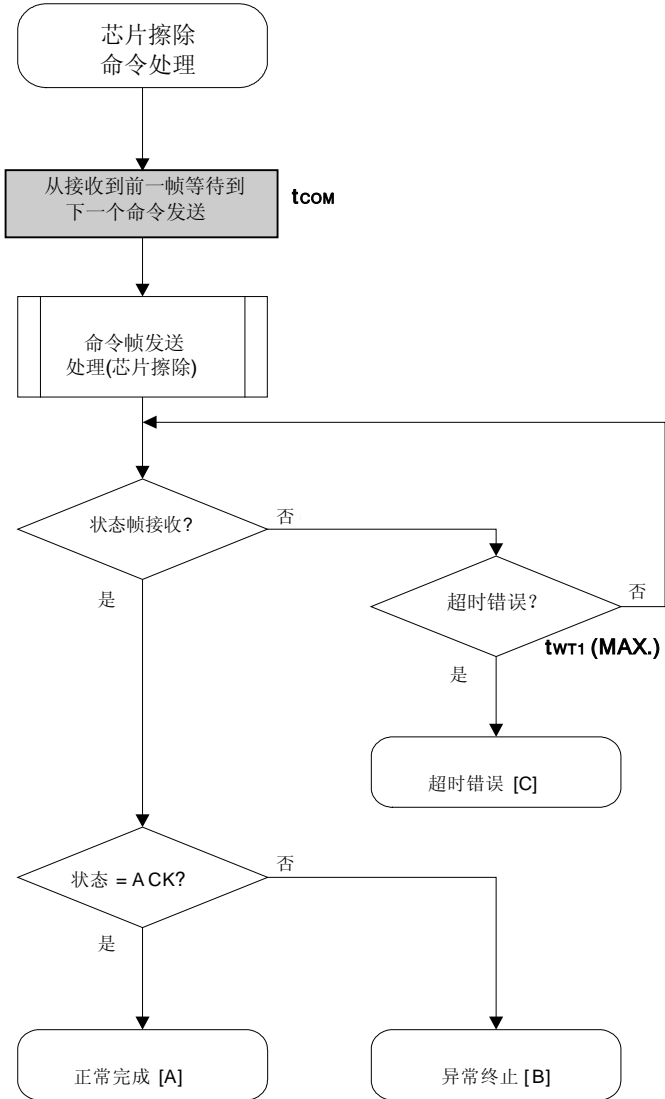 芯片擦除
命令处理
从接收到前一帧等待到
下一个命令发送
tCOM
命令帧发送
处理(芯片擦除)
状态帧接收?
否
是
超时错误?
否
tWT1 (MAX.)
是
超时错误 [C]
状态 = ACK?
否
是
正常完成 [A]
异常终止 [B]